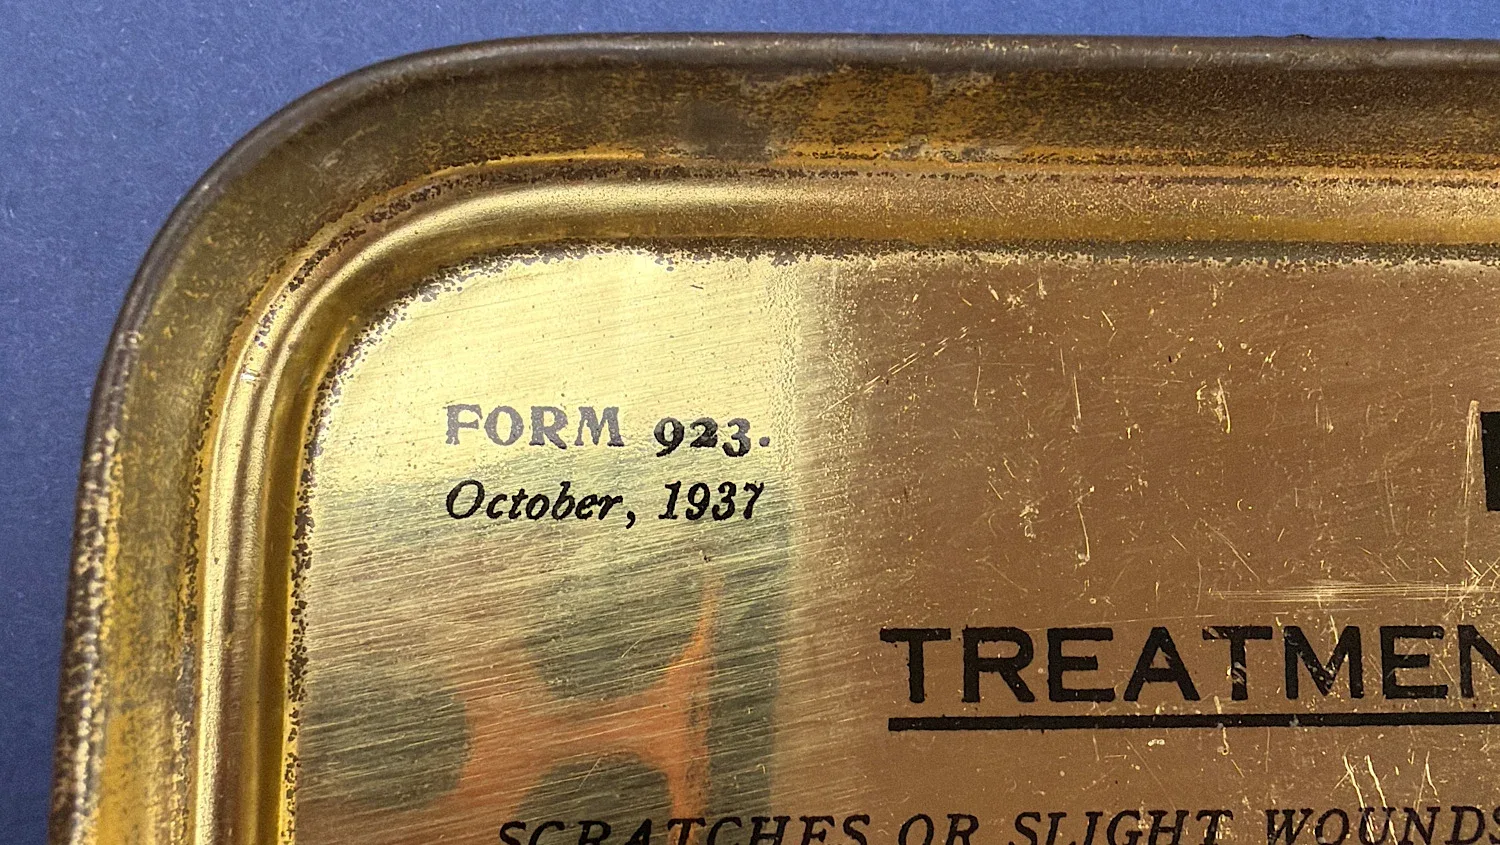 FORM 923.
October, 1937
TREATMEN
SCRATCHES OR SLIGHT WOUNDS